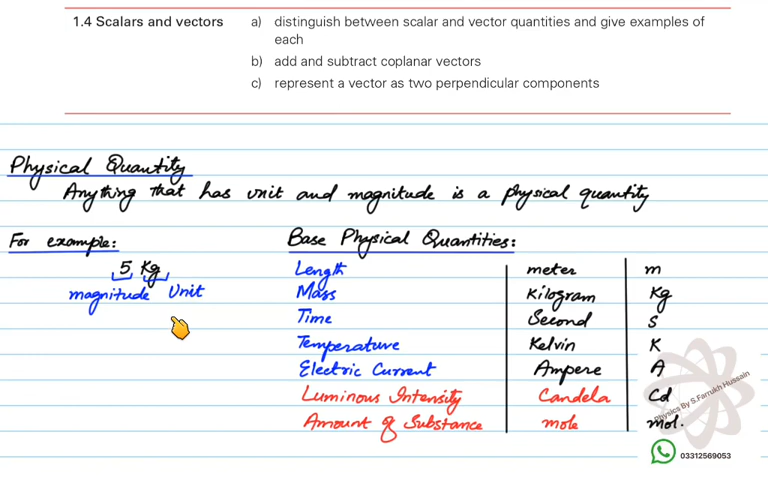 1.4 Scalars and vectors a) distinguish between scalar and vector quantities and give examples of
each
b) add and subtract coplanar vectors
c) represent a vector as two perpendicular components
Physical Quantity
Anything that has unit and magnitude is a physical quantity
For example: Base Physical Quantities:
5 Kg Length meter m
magnitude Unit Mass Kilogram Kg
Time Second S
Temperature Kelvin K
Electric Current Ampere A
Luminous Intensity Candela Cd
Amount of Substance mole mol.
Physics By S.Farrukh Hussain
03312569053